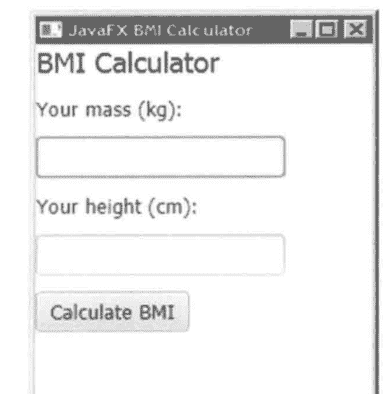 JavaFX BMI Calculator
BMI Calculator
Your mass (kg):
Your height (cm):
Calculate BMI